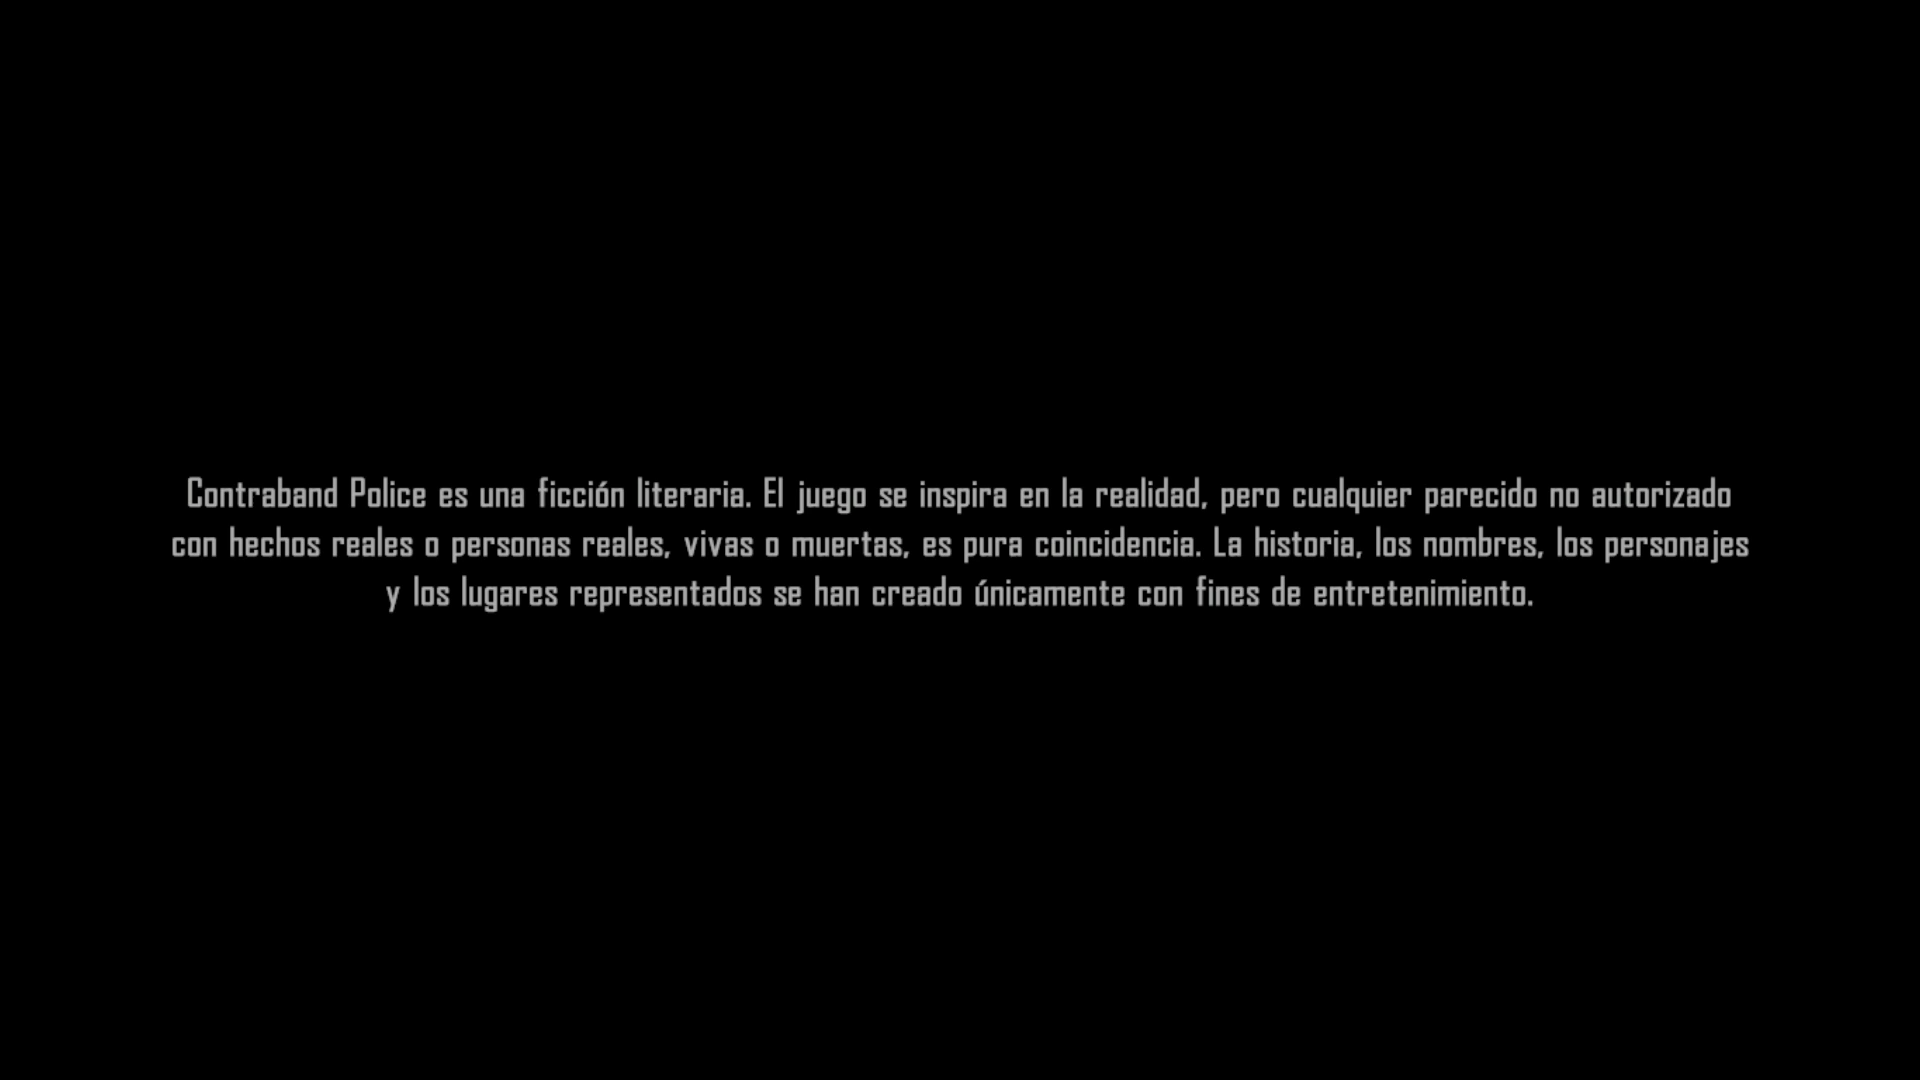 Contraband Police es una ficción literaria. El juego se inspira en la realidad, pero cualquier parecido no autorizado
con hechos reales o personas reales, vivas o muertas, es pura coincidencia. La historia, los nombres, los personajes
y los lugares representados se han creado únicamente con fines de entretenimiento.